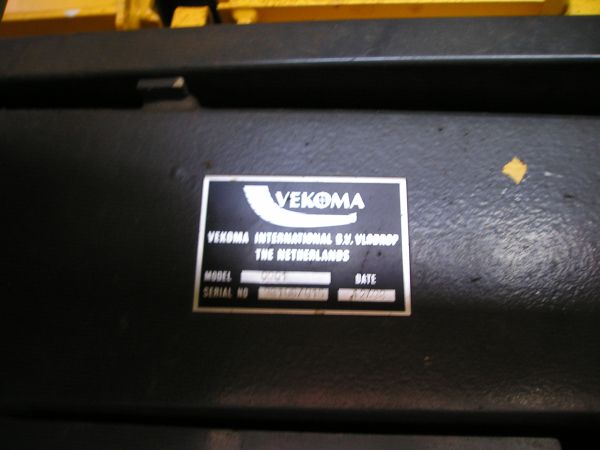 VEKOMA
VEKOMA INTERNATIONAL B.V. VLODROP
THE NETHERLANDS
MODEL DATE
SERIAL NO